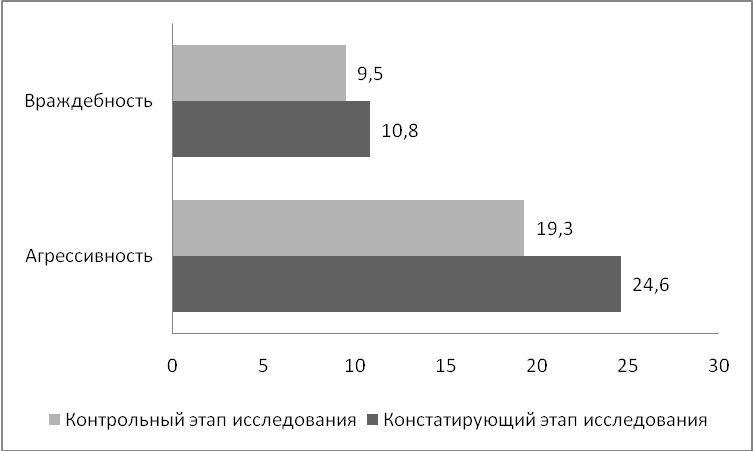 9,5
Враждебность
10,8
19,3
Агрессивность
24,6
0 5 10 15 20 25 30
Контрольный этап исследования Констатирующий этап исследования